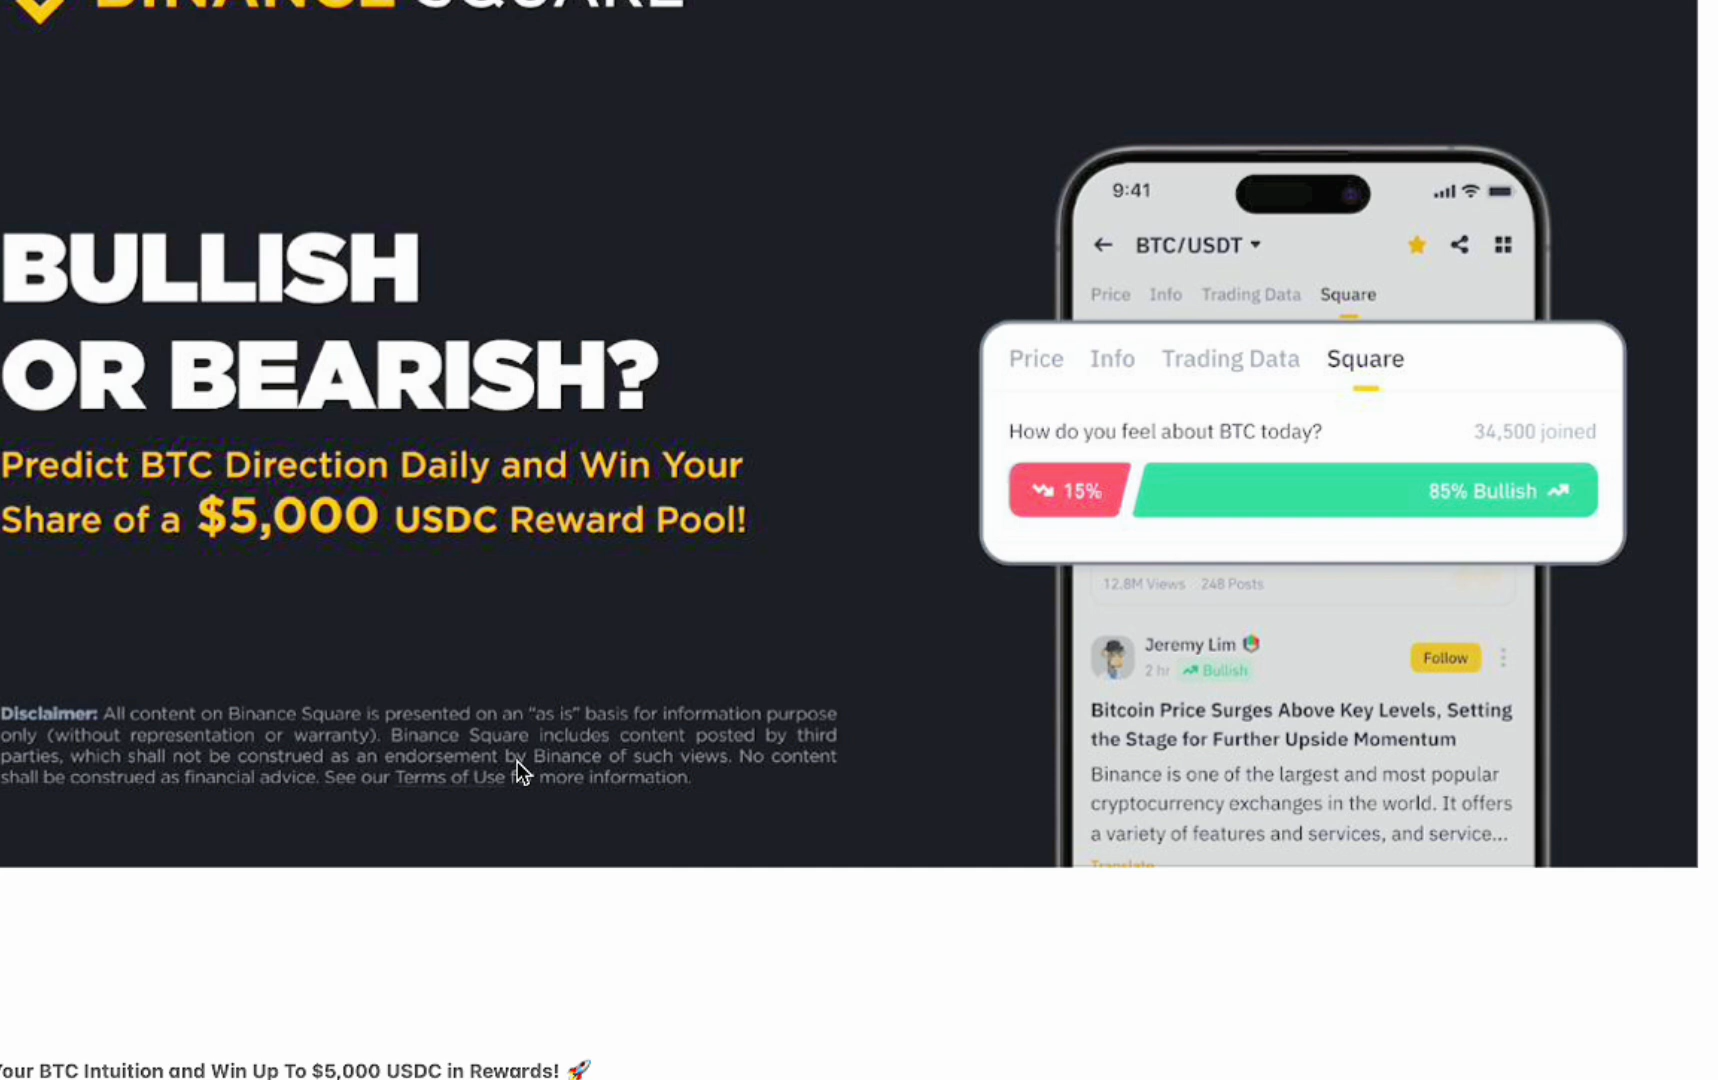 BINANCE SQUARE
BULLISH
OR BEARISH?
Predict BTC Direction Daily and Win Your
Share of a $5,000 USDC Reward Pool!
Disclaimer: All content on Binance Square is presented on an “as is” basis for information purpose
only (without representation or warranty). Binance Square includes content posted by third
parties, which shall not be construed as an endorsement by Binance of such views. No content
shall be construed as financial advice. See our Terms of Use more information.
9:41
BTC/USDT
Price Info Trading Data Square
Price Info Trading Data Square
How do you feel about BTC today? 34,500 joined
15% 85% Bullish
12.8M Views 248 Posts
Jeremy Lim
2 hr Bullish
Follow
Bitcoin Price Surges Above Key Levels, Setting
the Stage for Further Upside Momentum
Binance is one of the largest and most popular
cryptocurrency exchanges in the world. It offers
a variety of features and services, and service...
Translate
Your BTC Intuition and Win Up To $5,000 USDC in Rewards! 🚀